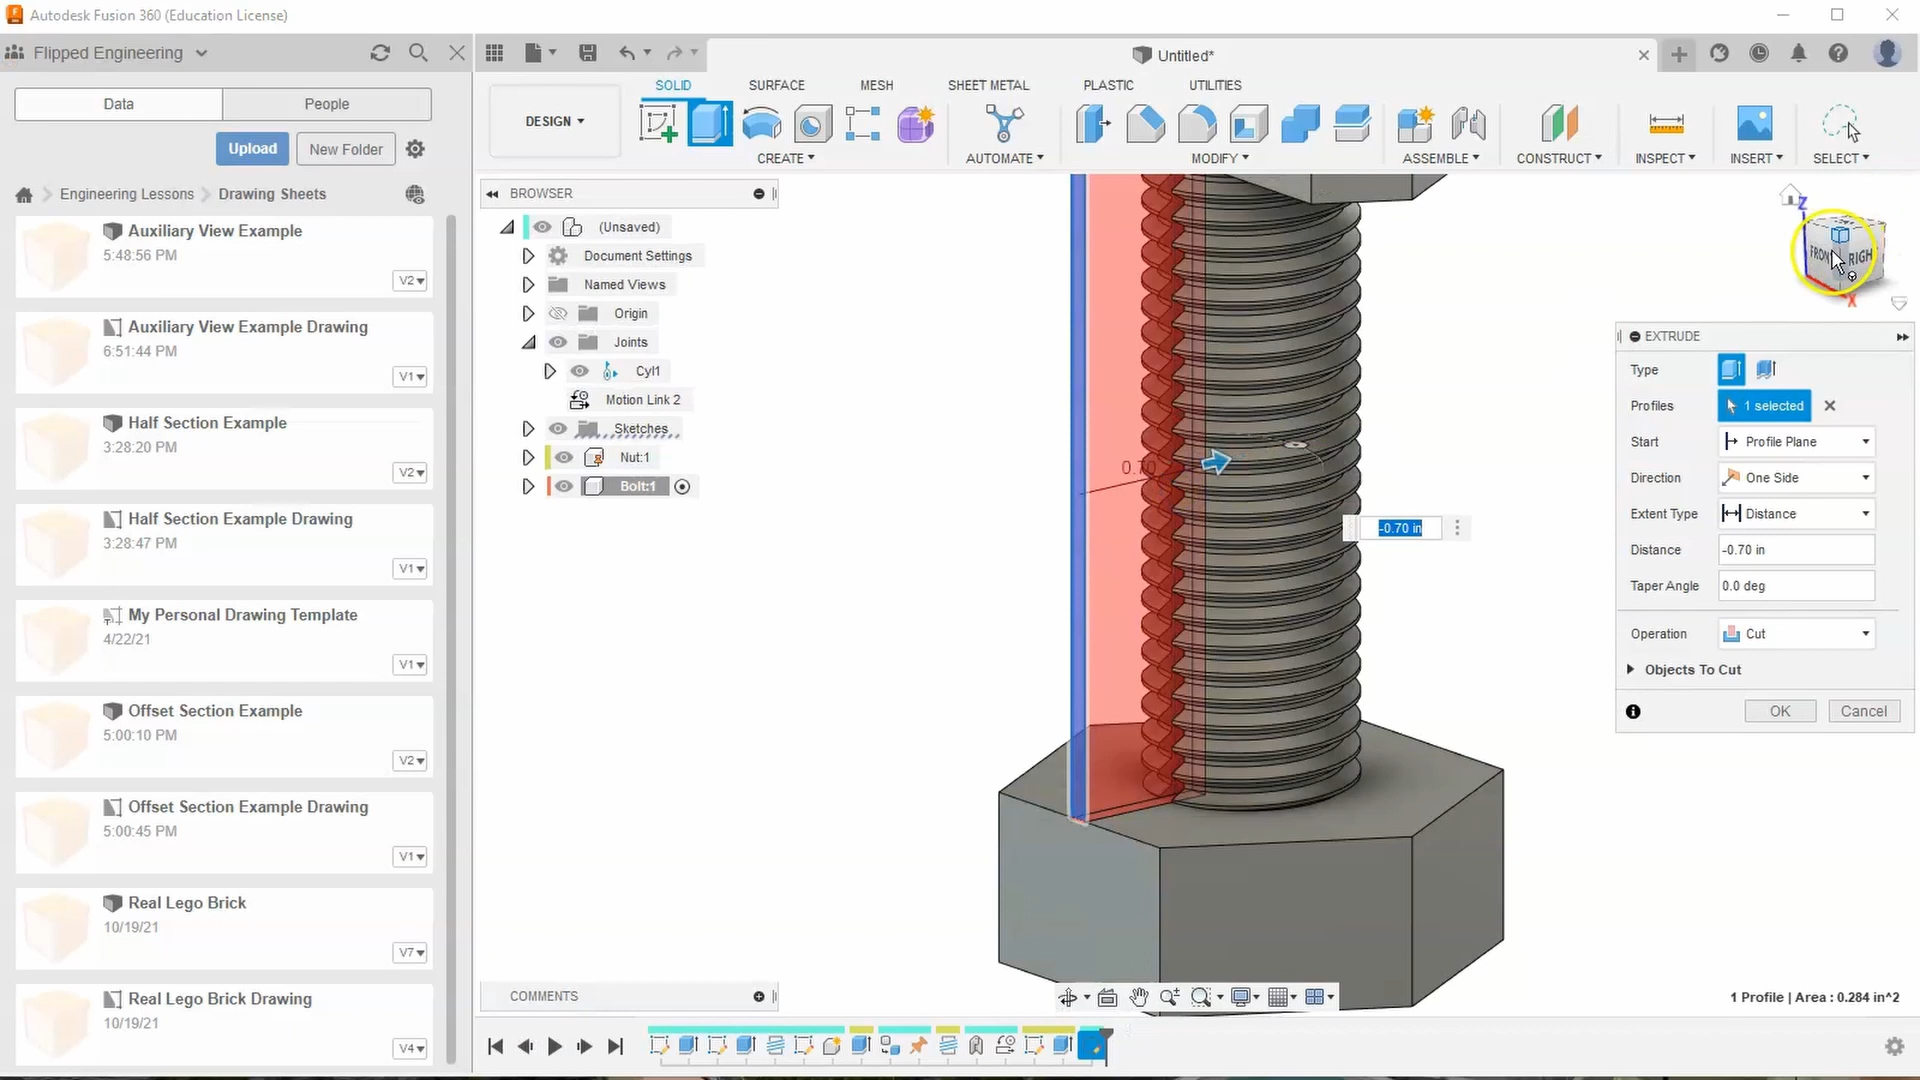 Autodesk Fusion 360 (Education License)
Flipped Engineering
Untitled*
Data
People
Upload
New Folder
Engineering Lessons
Drawing Sheets
Auxiliary View Example
5:48:56 PM
V2
Auxiliary View Example Drawing
6:51:44 PM
V1
Half Section Example
3:28:20 PM
V2
Half Section Example Drawing
3:28:47 PM
V1
My Personal Drawing Template
4/22/21
V1
Offset Section Example
5:00:10 PM
V2
Offset Section Example Drawing
5:00:45 PM
V1
Real Lego Brick
10/19/21
V7
Real Lego Brick Drawing
10/19/21
V4
SOLID
SURFACE
MESH
SHEET METAL
PLASTIC
UTILITIES
DESIGN
CREATE
AUTOMATE
MODIFY
ASSEMBLE
CONSTRUCT
INSPECT
INSERT
SELECT
BROWSER
(Unsaved)
Document Settings
Named Views
Origin
Joints
Cyl1
Motion Link 2
Sketches
Nut:1
Bolt:1
0.70
-0.70 in
Z
X
EXTRUDE
Type
Profiles
1 selected
Start
Profile Plane
Direction
One Side
Extent Type
Distance
Distance
-0.70 in
Taper Angle
0.0 deg
Operation
Cut
Objects To Cut
OK
Cancel
COMMENTS
1 Profile | Area : 0.284 in^2